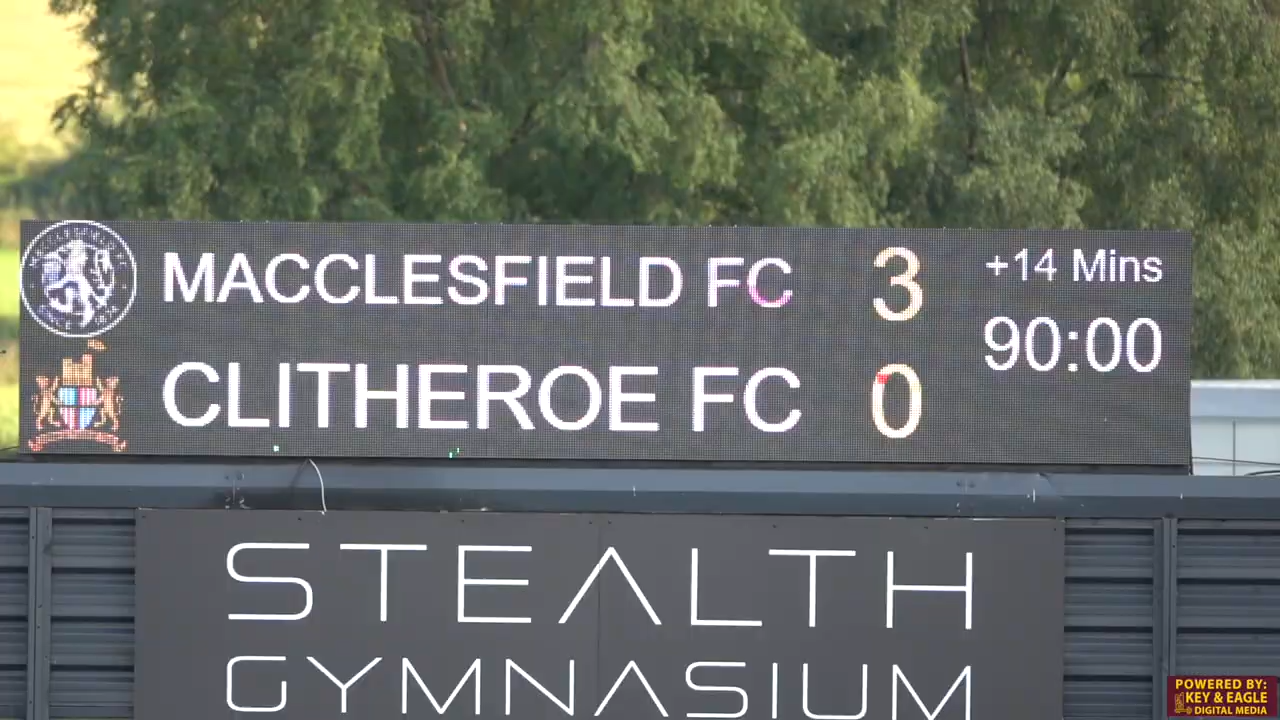 MACCLESFIELD FC 3 +14 Mins
90:00
CLITHEROE FC 0
STEALTH
GYMNASIUM
POWERED BY:
KEY & EAGLE
DIGITAL MEDIA